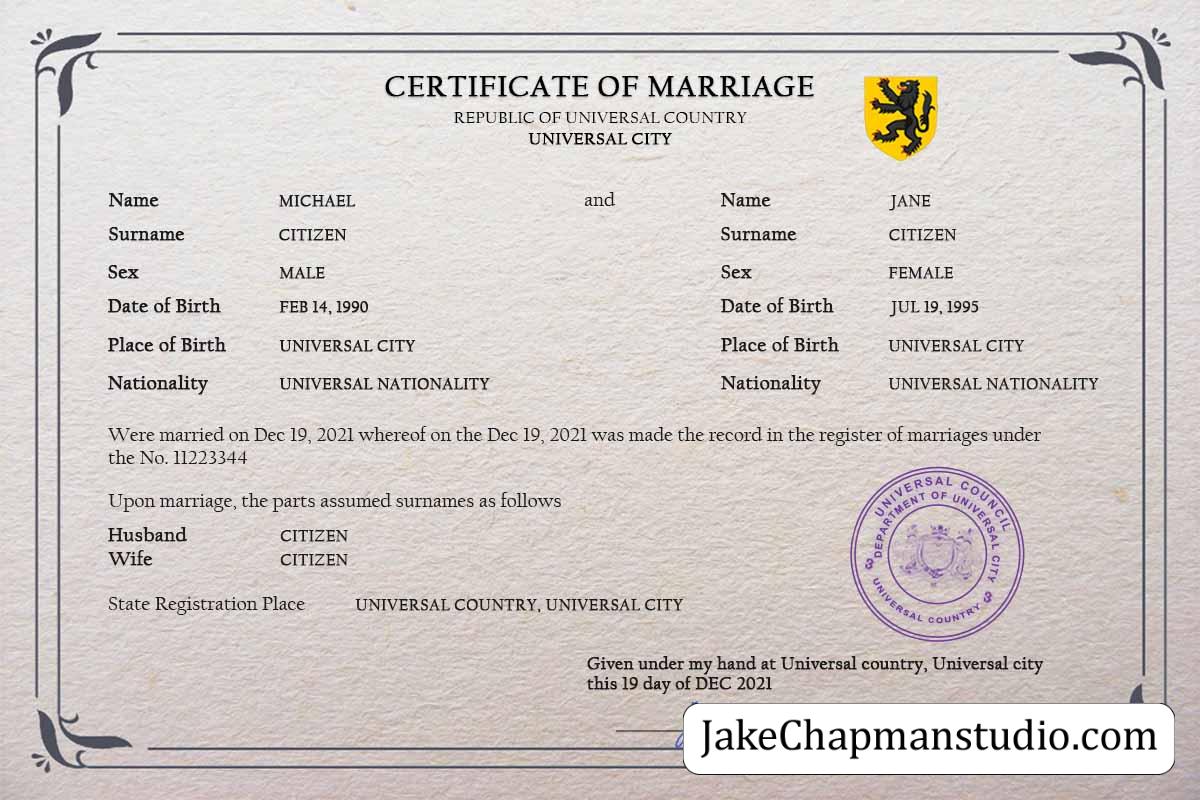 CERTIFICATE OF MARRIAGE
REPUBLIC OF UNIVERSAL COUNTRY
UNIVERSAL CITY
Name MICHAEL and Name JANE
Surname CITIZEN Surname CITIZEN
Sex MALE Sex FEMALE
Date of Birth FEB 14, 1990 Date of Birth JUL 19, 1995
Place of Birth UNIVERSAL CITY Place of Birth UNIVERSAL CITY
Nationality UNIVERSAL NATIONALITY Nationality UNIVERSAL NATIONALITY
Were married on Dec 19, 2021 whereof on the Dec 19, 2021 was made the record in the register of marriages under
the No. 11223344
Upon marriage, the parts assumed surnames as follows
Husband CITIZEN
Wife CITIZEN
State Registration Place UNIVERSAL COUNTRY, UNIVERSAL CITY
UNIVERSAL COUNCIL
DEPARTMENT OF UNIVERSAL CITY
UNIVERSAL COUNTRY
Given under my hand at Universal country, Universal city
this 19 day of DEC 2021
JakeChapmanstudio.com